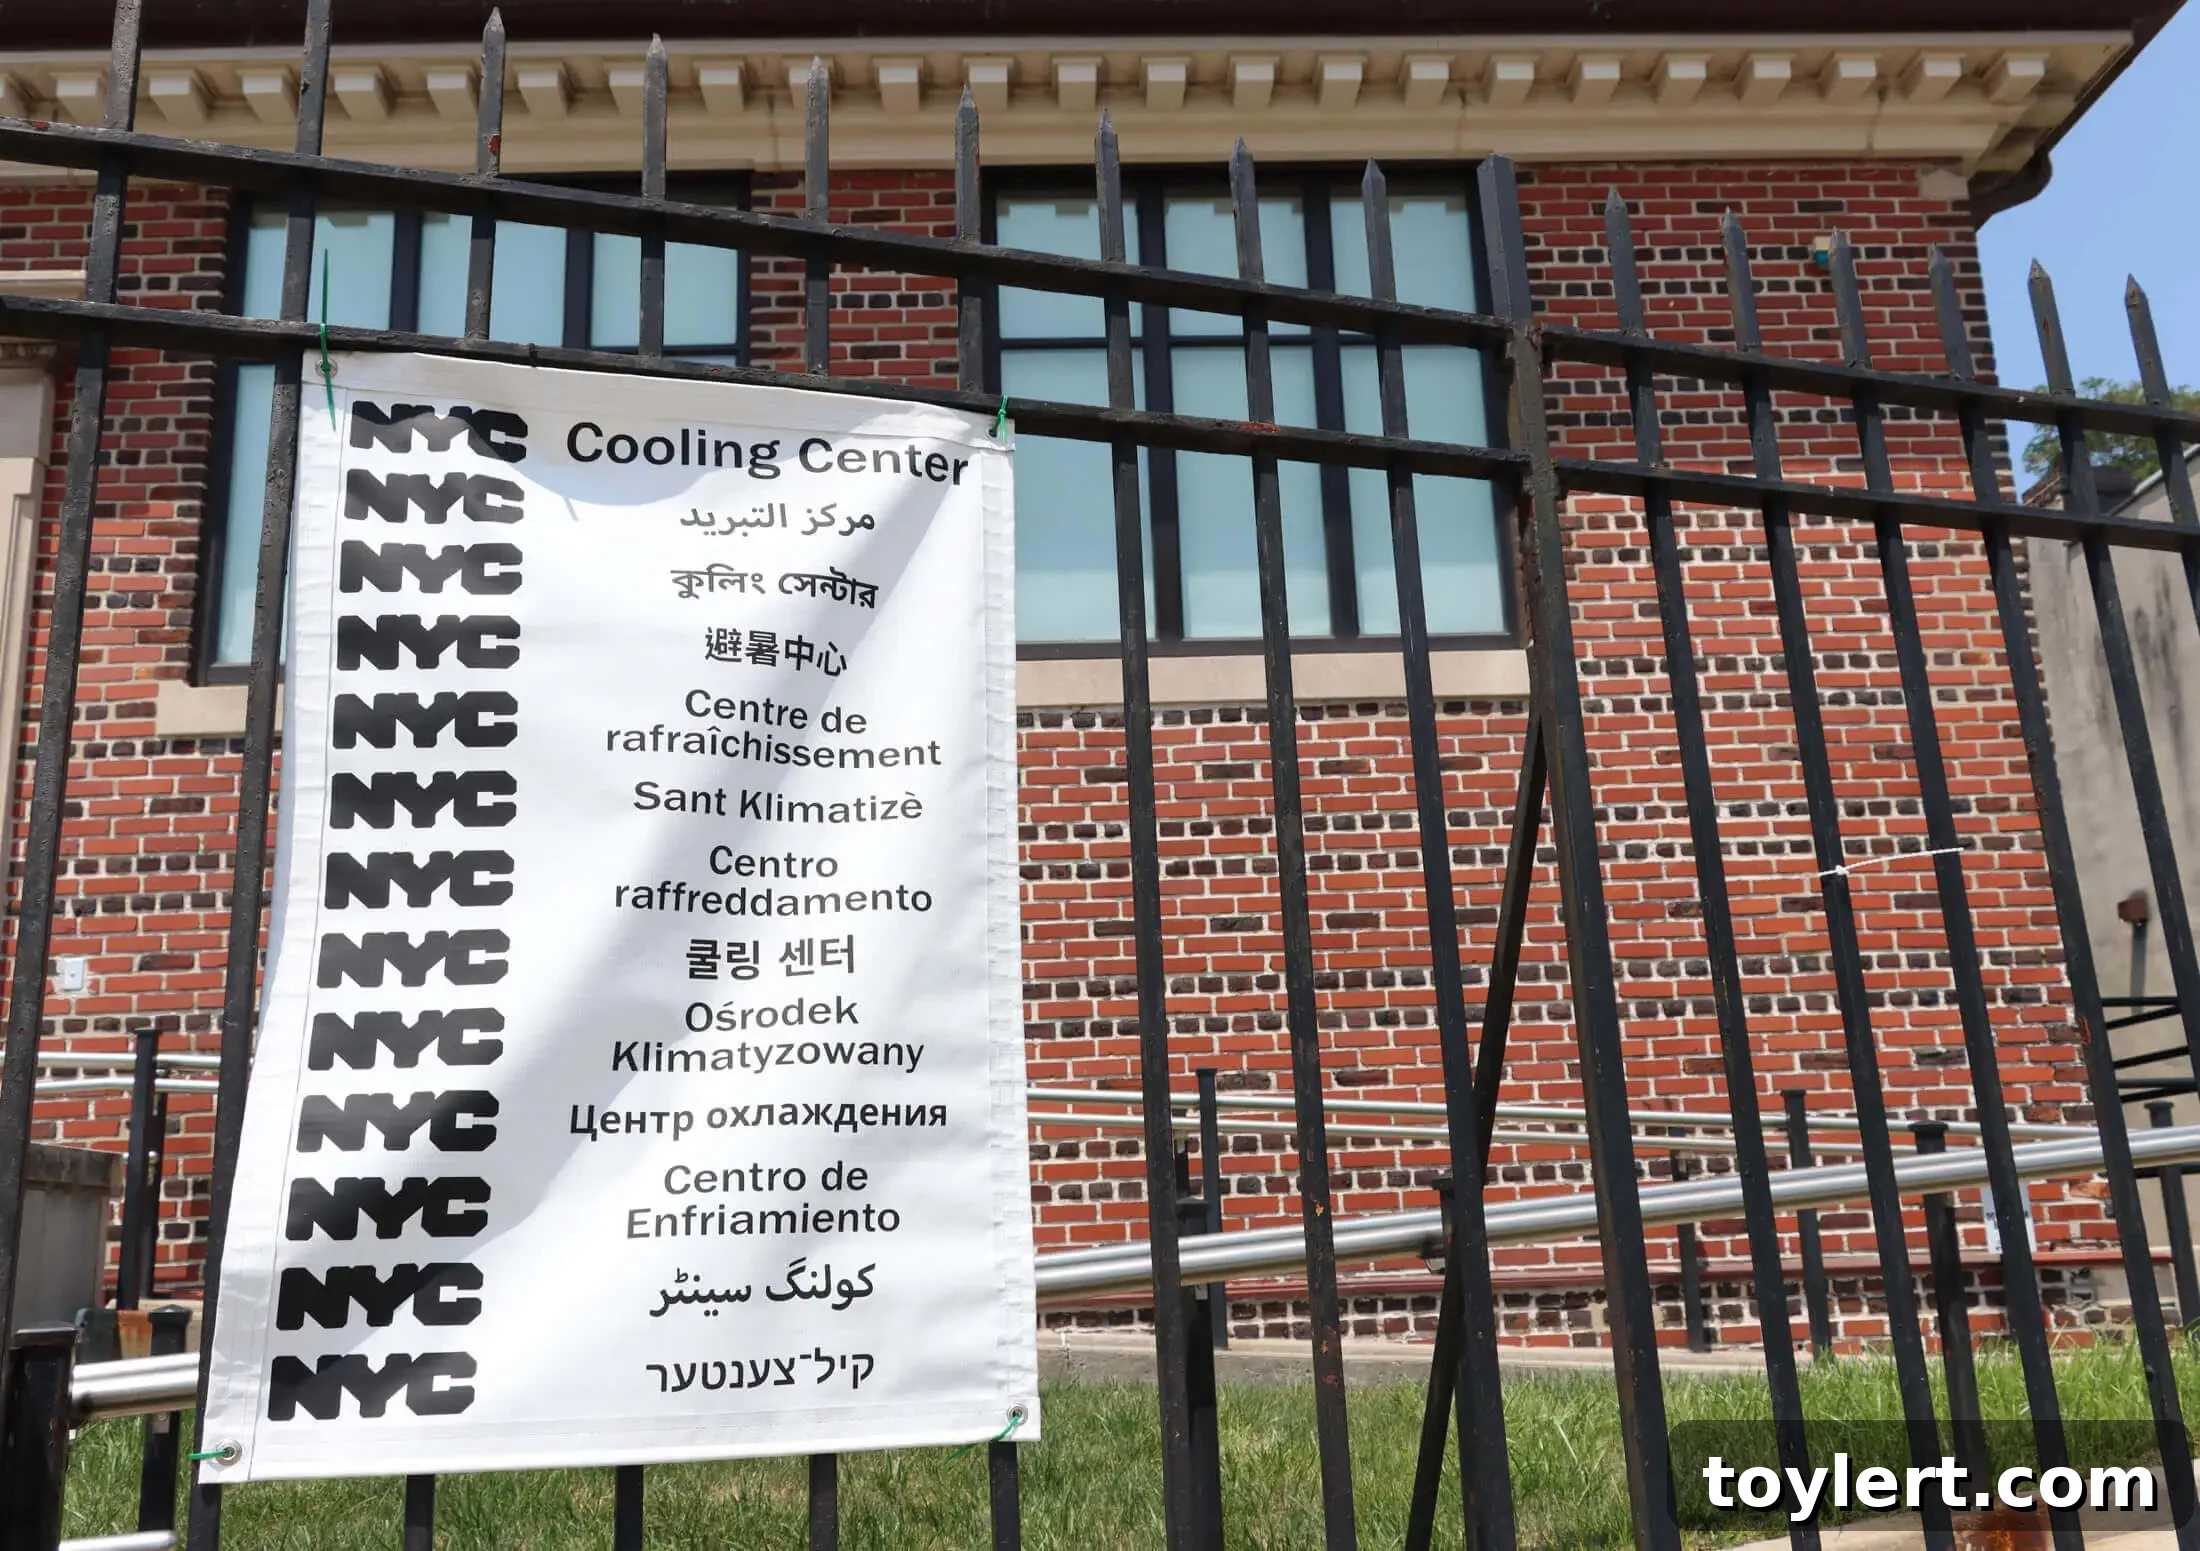 NYC Cooling Center
NYC مركز التبريد
NYC কুলিং সেন্টার
NYC 避暑中心
NYC Centre de
rafraîchissement
NYC Sant Klimatizè
NYC Centro
raffreddamento
NYC 쿨링 센터
NYC Ośrodek
Klimatyzowany
NYC Центр охлаждения
NYC Centro de
Enfriamiento
NYC کولنگ سینٹر
NYC קיל־צענטער
toylert.com